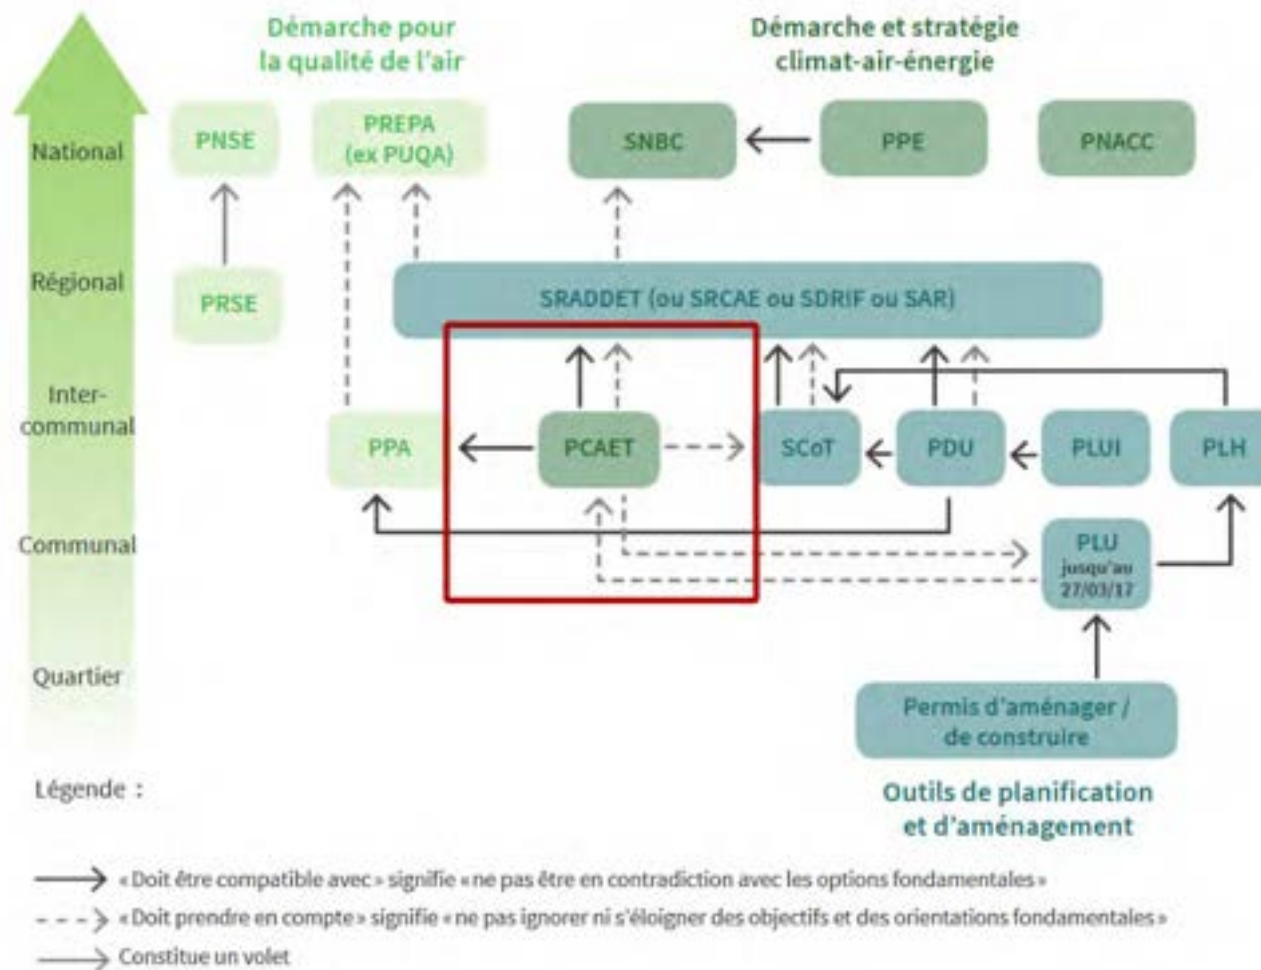 Démarche pour
la qualité de l'air
Démarche et stratégie
climat-air-énergie
National
PNSE
PREPA
(ex PUQA)
SNBC
PPE
PNACC
Régional
PRSE
SRADDET (ou SRCAE ou SDRIF ou SAR)
Inter-
communal
PPA
PCAET
SCoT
PDU
PLUI
PLH
Communal
PLU
jusqu'au
27/03/17
Quartier
Permis d'aménager /
de construire
Légende :
Outils de planification
et d'aménagement
«Doit être compatible avec» signifie «ne pas être en contradiction avec les options fondamentales»
«Doit prendre en compte» signifie «ne pas ignorer ni s'éloigner des objectifs et des orientations fondamentales»
Constitue un volet